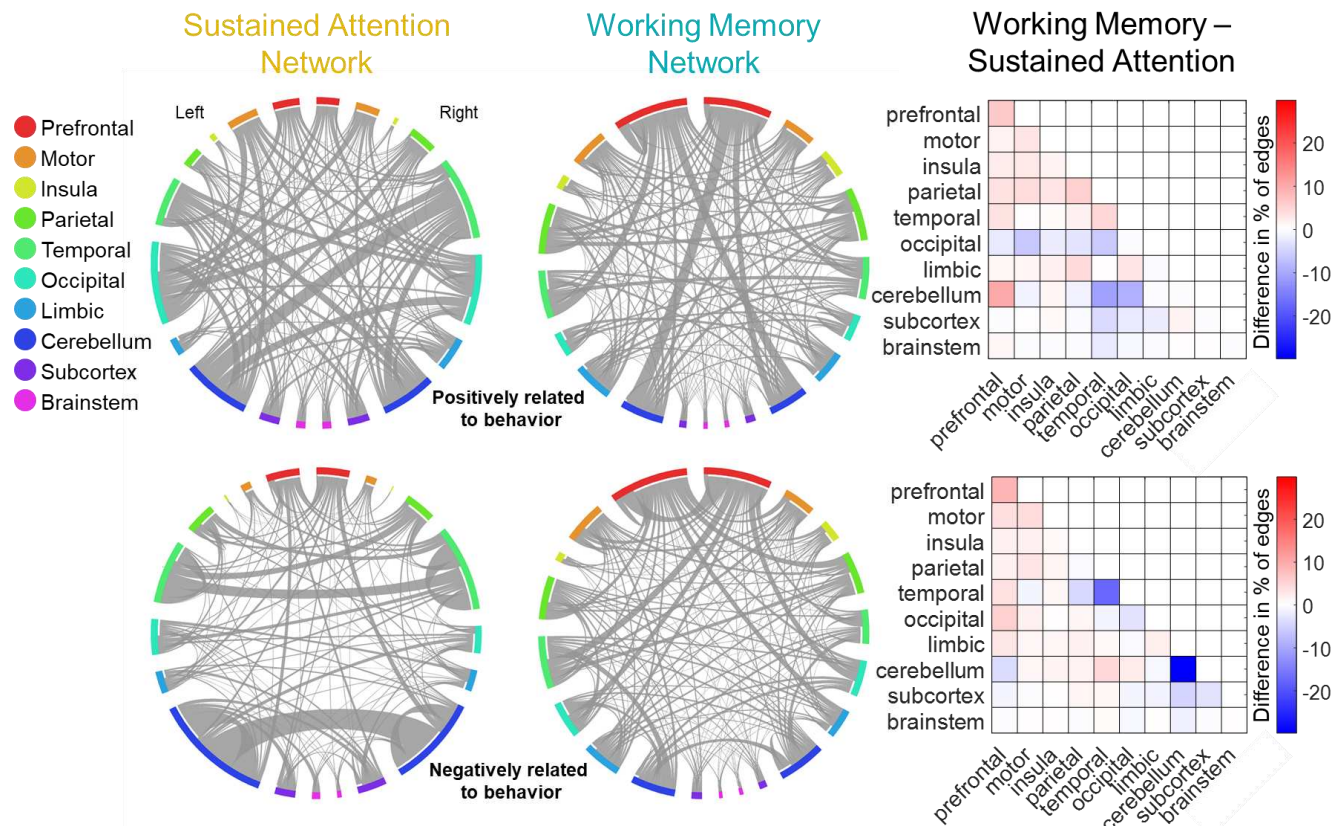 Sustained Attention
Network
Working Memory
Network
Working Memory –
Sustained Attention
Left
Right
Prefrontal
Motor
Insula
Parietal
Temporal
Occipital
Limbic
Cerebellum
Subcortex
Brainstem
Positively related
to behavior
prefrontal
motor
insula
parietal
temporal
occipital
limbic
cerebellum
subcortex
brainstem
prefrontal
motor
insula
parietal
temporal
occipital
limbic
cerebellum
subcortex
brainstem
20
10
0
-10
-20
Difference in % of edges
Negatively related
to behavior
prefrontal
motor
insula
parietal
temporal
occipital
limbic
cerebellum
subcortex
brainstem
prefrontal
motor
insula
parietal
temporal
occipital
limbic
cerebellum
subcortex
brainstem
20
10
0
-10
-20
Difference in % of edges